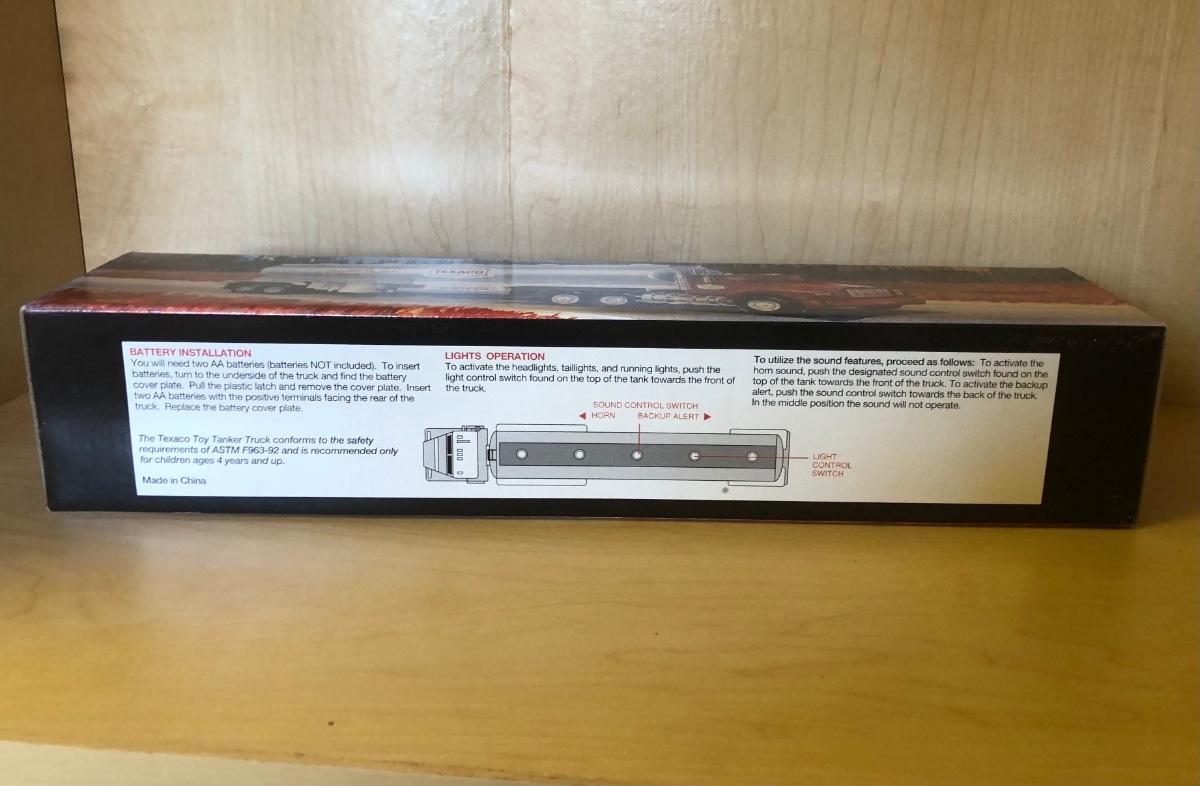 TEXACO
BATTERY INSTALLATION
You will need two AA batteries (batteries NOT included). To insert
batteries, turn to the underside of the truck and find the battery
cover plate. Pull the plastic latch and remove the cover plate. Insert
two AA batteries with the positive terminals facing the rear of the
truck. Replace the battery cover plate.
The Texaco Toy Tanker Truck conforms to the safety
requirements of ASTM F963-92 and is recommended only
for children ages 4 years and up.
Made in China
LIGHTS OPERATION
To activate the headlights, taillights, and running lights, push the
light control switch found on the top of the tank towards the front of
the truck.
SOUND CONTROL SWITCH
◀ HORN BACKUP ALERT ▶
LIGHT
CONTROL
SWITCH
To utilize the sound features, proceed as follows: To activate the
horn sound, push the designated sound control switch found on the
top of the tank towards the front of the truck. To activate the backup
alert, push the sound control switch towards the back of the truck.
In the middle position the sound will not operate.